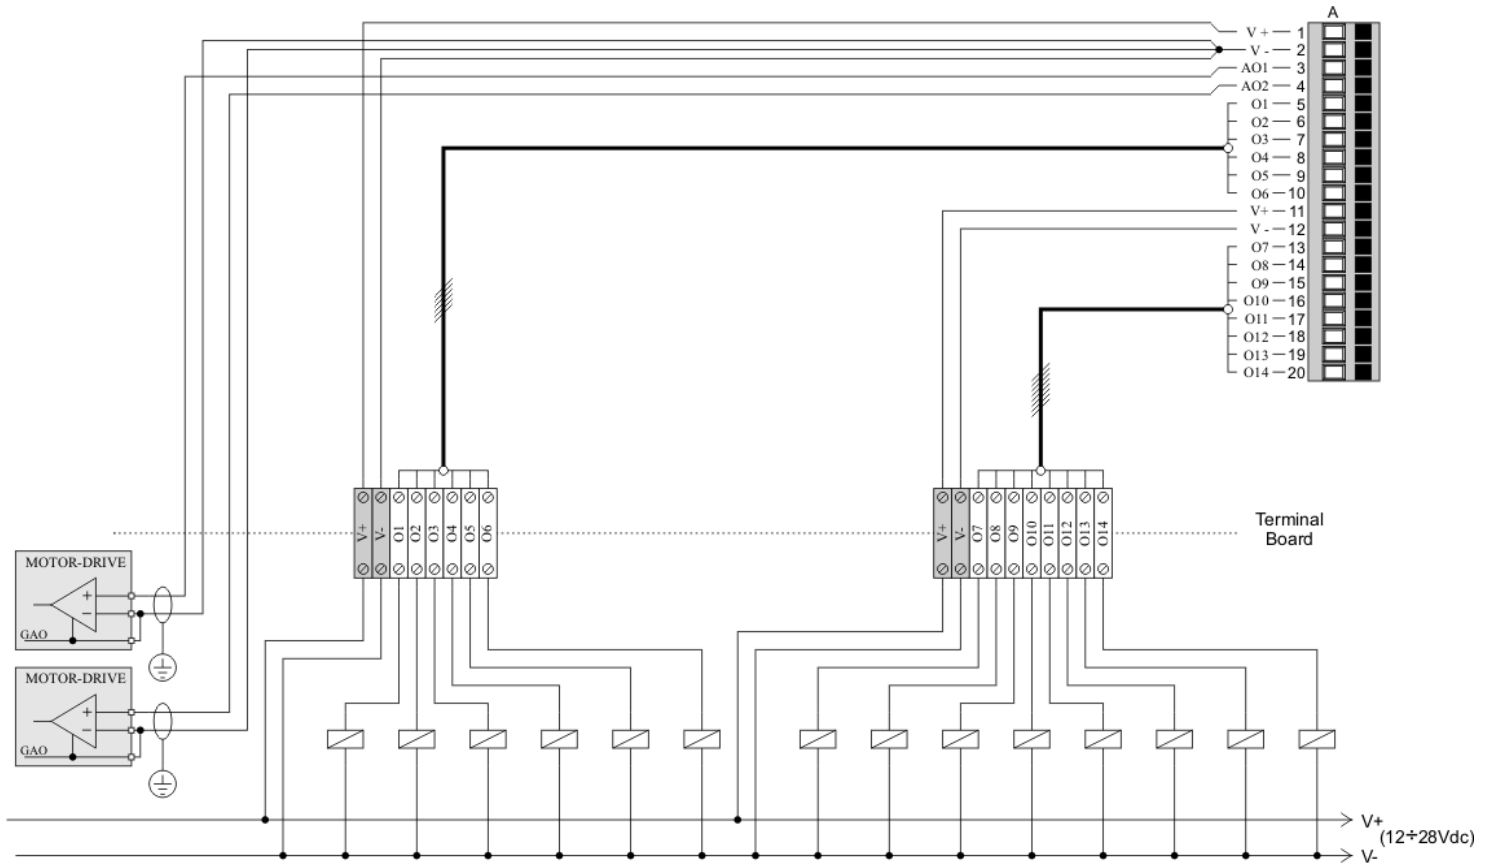 A
V + 1
V - 2
AO1 3
AO2 4
O1 5
O2 6
O3 7
O4 8
O5 9
O6 10
V+ 11
V - 12
O7 13
O8 14
O9 15
O10 16
O11 17
O12 18
O13 19
O14 20
V+ V- O1 O2 O3 O4 O5 O6
V+ V- O7 O8 O9 O10 O11 O12 O13 O14
Terminal
Board
MOTOR-DRIVE
+
−
GAO
MOTOR-DRIVE
+
−
GAO
V+
(12÷28Vdc)
V-